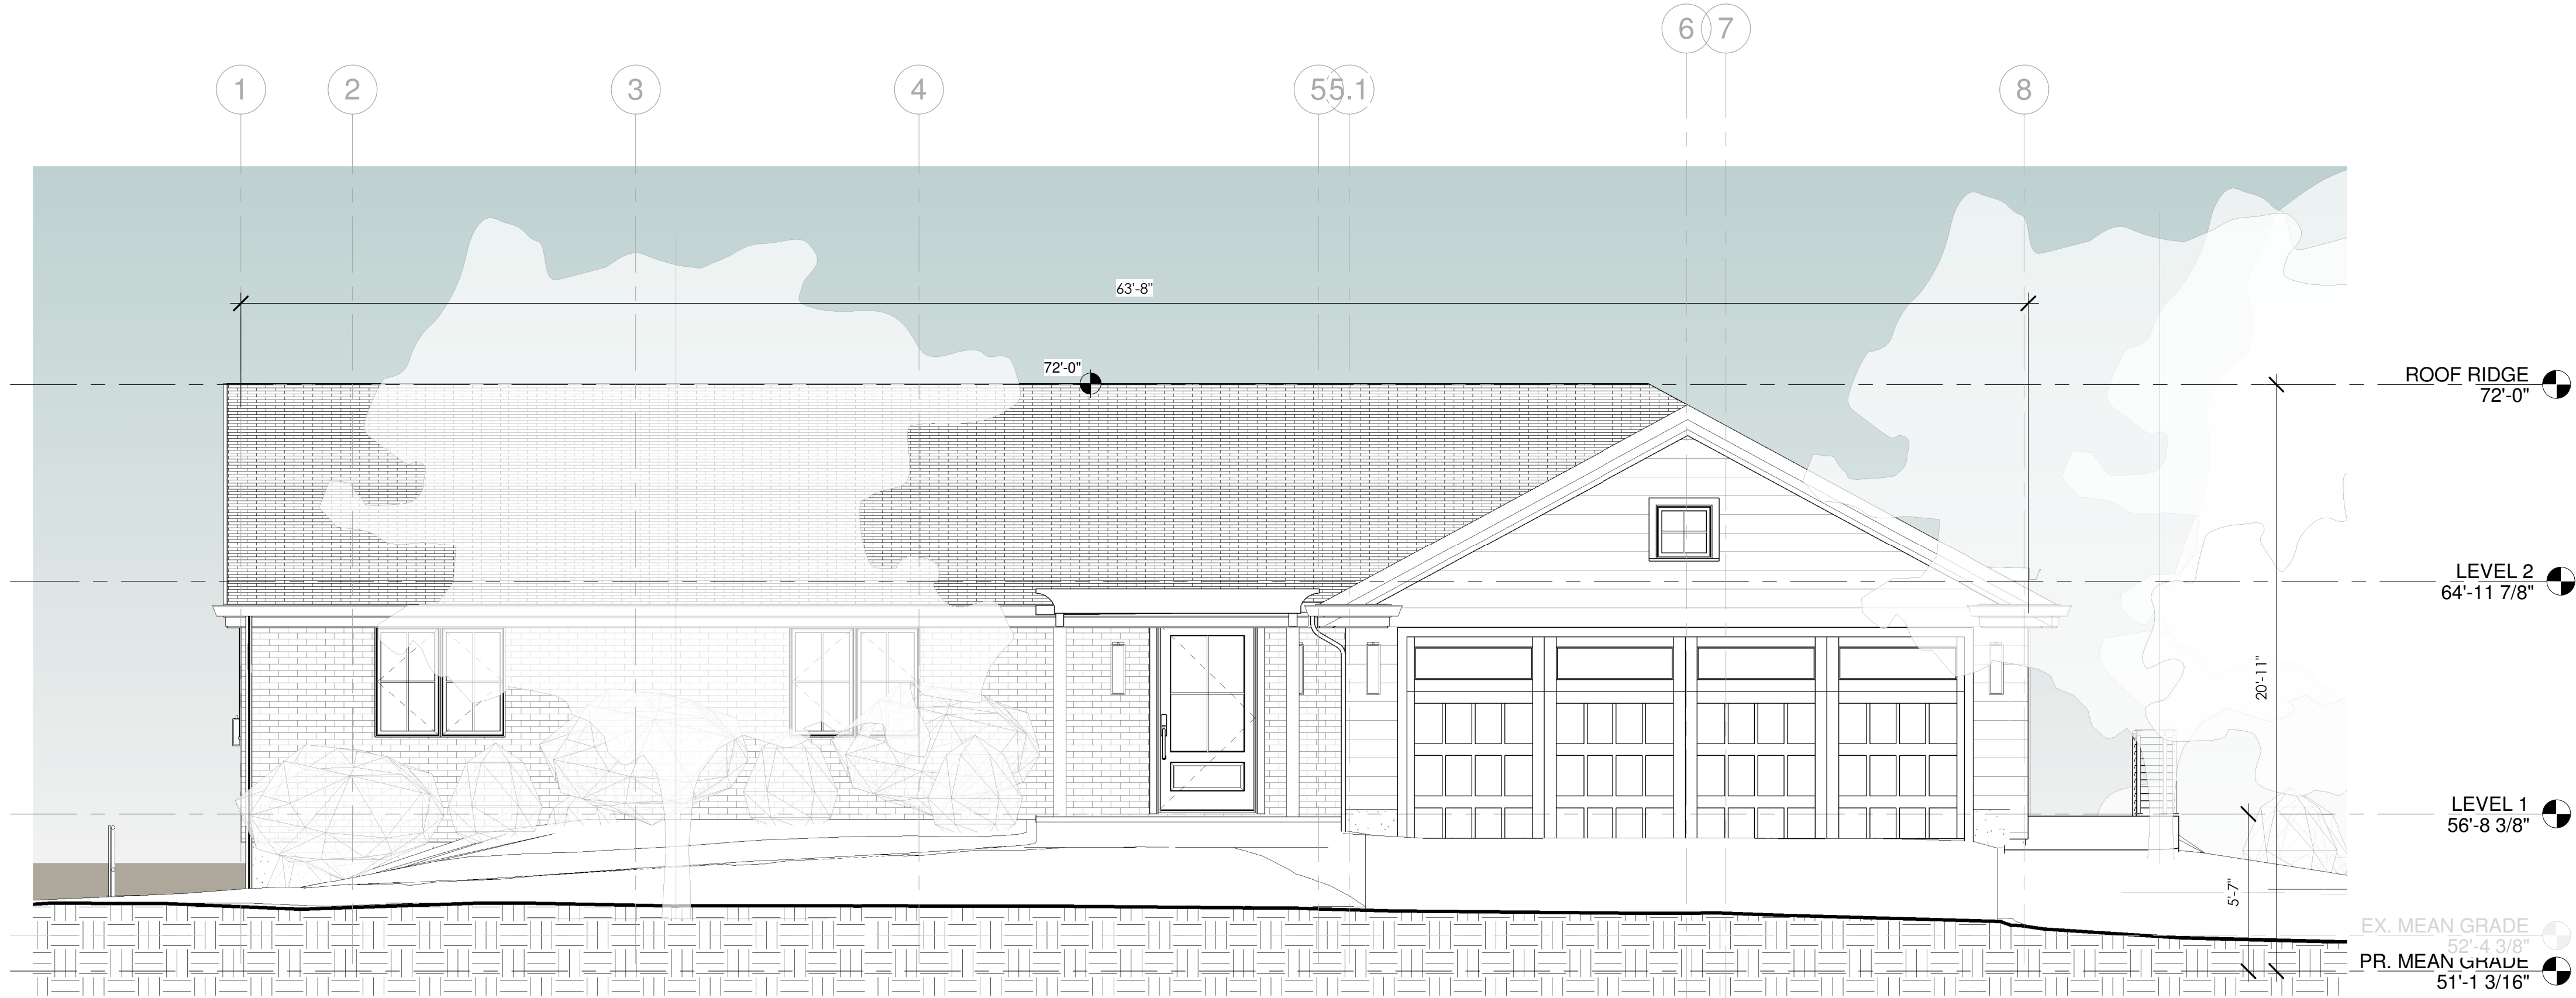 6 7
1 2 3 4 5 5.1 8
63'-8"
72'-0"
ROOF RIDGE
72'-0"
LEVEL 2
64'-11 7/8"
20'-11"
LEVEL 1
56'-8 3/8"
5'-7"
EX. MEAN GRADE
52'-4 3/8"
PR. MEAN GRADE
51'-1 3/16"